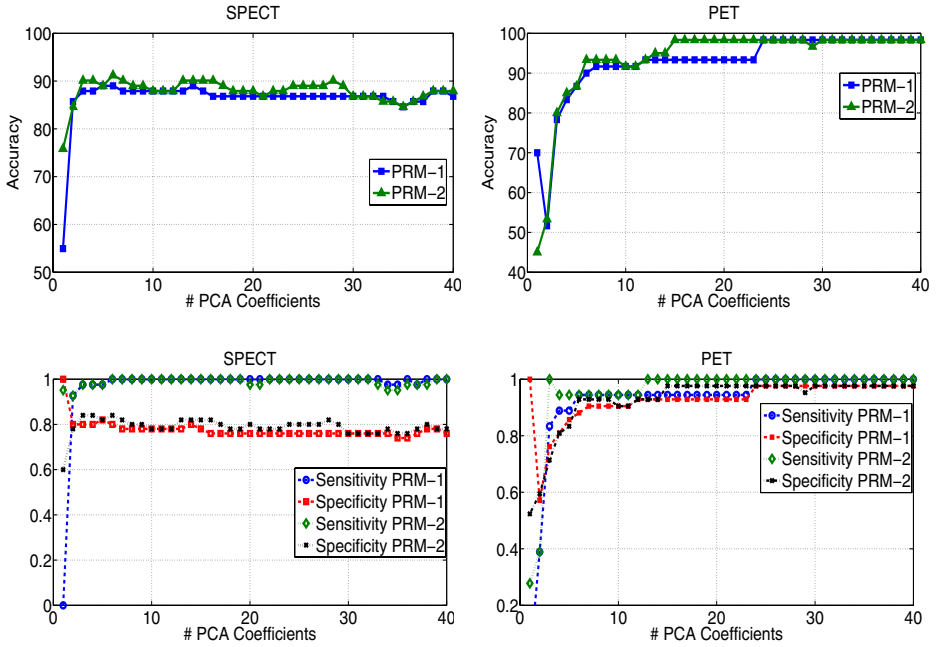 SPECT
100
90
80
70
60
50
0
10
20
30
40
Accuracy
# PCA Coefficients
PRM-1
PRM-2
PET
100
90
80
70
60
50
40
0
10
20
30
40
Accuracy
# PCA Coefficients
PRM-1
PRM-2
SPECT
1
0.8
0.6
0.4
0.2
0
0
10
20
30
40
# PCA Coefficients
Sensitivity PRM-1
Specificity PRM-1
Sensitivity PRM-2
Specificity PRM-2
PET
1
0.8
0.6
0.4
0.2
0
10
20
30
40
# PCA Coefficients
Sensitivity PRM-1
Specificity PRM-1
Sensitivity PRM-2
Specificity PRM-2